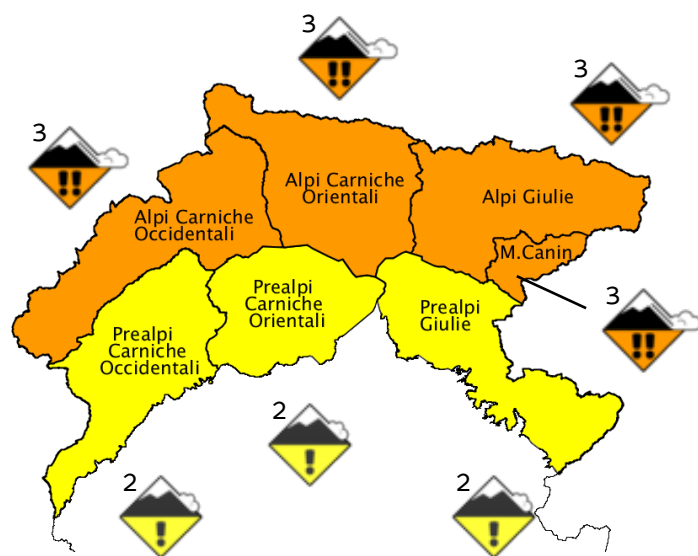 3
3
3
Alpi Carniche
Orientali
Alpi Giulie
Alpi Carniche
Occidentali
M.Canin
Prealpi
Carniche
Orientali
Prealpi
Giulie
3
Prealpi
Carniche
Occidentali
2
2
2